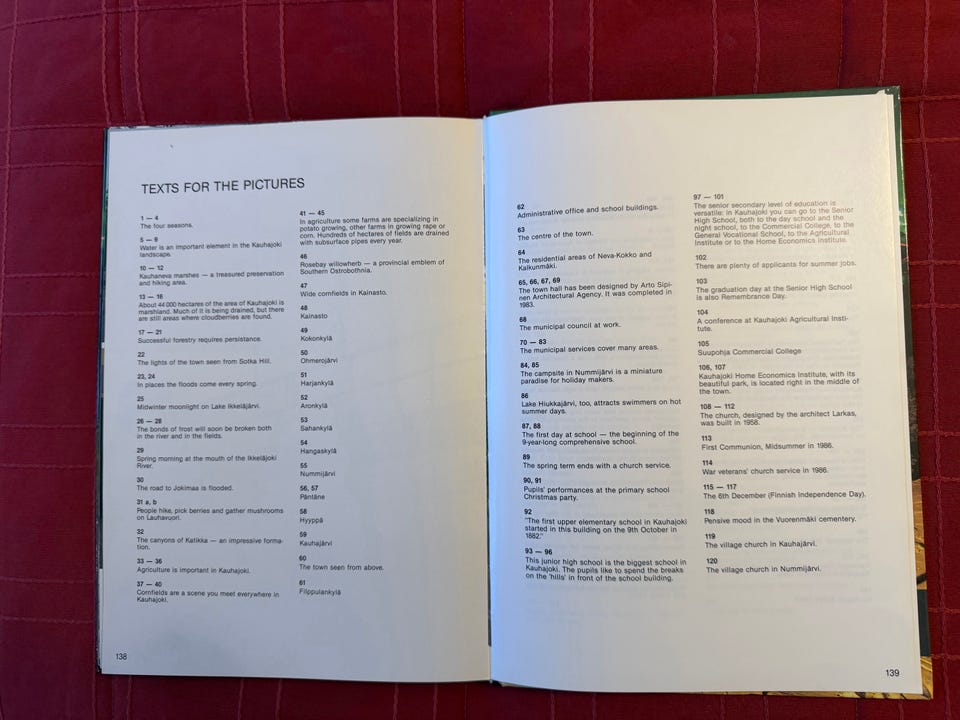 TEXTS FOR THE PICTURES
1 — 4
The four seasons.
5 — 9
Water is an important element in the Kauhajoki
landscape.
10 — 12
Kauhaneva marshes — a treasured preservation
and hiking area.
13 — 16
About 44 000 hectares of the area of Kauhajoki is
marshland. Much of it is being drained, but there
are still areas where cloudberries are found.
17 — 21
Successful forestry requires persistance.
22
The lights of the town seen from Sotka Hill.
23, 24
In places the floods come every spring.
25
Midwinter moonlight on Lake Ikkeläjärvi.
26 — 28
The bonds of frost will soon be broken both
in the river and in the fields.
29
Spring morning at the mouth of the Ikkeläjoki
River.
30
The road to Jokimaa is flooded.
31 a, b
People hike, pick berries and gather mushrooms
on Lauhavuori.
32
The canyons of Katikka — an impressive forma-
tion.
33 — 36
Agriculture is important in Kauhajoki.
37 — 40
Cornfields are a scene you meet everywhere in
Kauhajoki.
138
41 — 45
In agriculture some farms are specializing in
potato growing, other farms in growing rape or
corn. Hundreds of hectares of fields are drained
with subsurface pipes every year.
46
Rosebay willowherb — a provincial emblem of
Southern Ostrobothnia.
47
Wide cornfields in Kainasto.
48
Kainasto
49
Kokonkylä
50
Ohmerojärvi
51
Harjankylä
52
Aronkylä
53
Sahankylä
54
Hangaskylä
55
Nummijärvi
56, 57
Päntäne
58
Hyyppä
59
Kauhajärvi
60
The town seen from above.
61
Filppulankylä
62
Administrative office and school buildings.
63
The centre of the town.
64
The residential areas of Neva-Kokko and
Kalkunmäki.
65, 66, 67, 69
The town hall has been designed by Arto Sipi-
nen Architectural Agency. It was completed in
1983.
68
The municipal council at work.
70 — 83
The municipal services cover many areas.
84, 85
The campsite in Nummijärvi is a miniature
paradise for holiday makers.
86
Lake Hiukkajärvi, too, attracts swimmers on hot
summer days.
87, 88
The first day at school — the beginning of the
9-year-long comprehensive school.
89
The spring term ends with a church service.
90, 91
Pupils' performances at the primary school
Christmas party.
92
"The first upper elementary school in Kauhajoki
started in this building on the 9th October in
1882."
93 — 96
This junior high school is the biggest school in
Kauhajoki. The pupils like to spend the breaks
on the 'hills' in front of the school building.
97 — 101
The senior secondary level of education is
versatile: in Kauhajoki you can go to the Senior
High School, both to the day school and the
night school, to the Commercial College, to the
General Vocational School, to the Agricultural
Institute or to the Home Economics Institute.
102
There are plenty of applicants for summer jobs.
103
The graduation day at the Senior High School
is also Remembrance Day.
104
A conference at Kauhajoki Agricultural Insti-
tute.
105
Suupohja Commercial College
106, 107
Kauhajoki Home Economics Institute, with its
beautiful park, is located right in the middle of
the town.
108 — 112
The church, designed by the architect Larkas,
was built in 1958.
113
First Communion, Midsummer in 1986.
114
War veterans' church service in 1986.
115 — 117
The 6th December (Finnish Independence Day).
118
Pensive mood in the Vuorenmäki cemetery.
119
The village church in Kauhajärvi.
120
The village church in Nummijärvi.
139